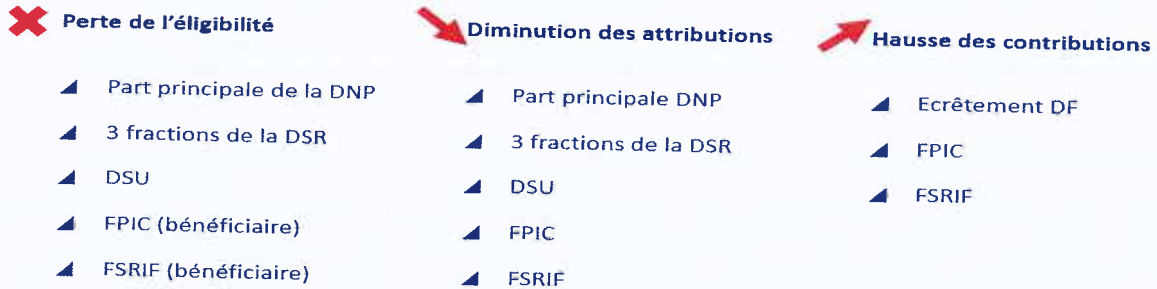 Perte de l'éligibilité
Part principale de la DNP
3 fractions de la DSR
DSU
FPIC (bénéficiaire)
FSRIF (bénéficiaire)
Diminution des attributions
Part principale DNP
3 fractions de la DSR
DSU
FPIC
FSRIF
Hausse des contributions
Ecrêtement DF
FPIC
FSRIF